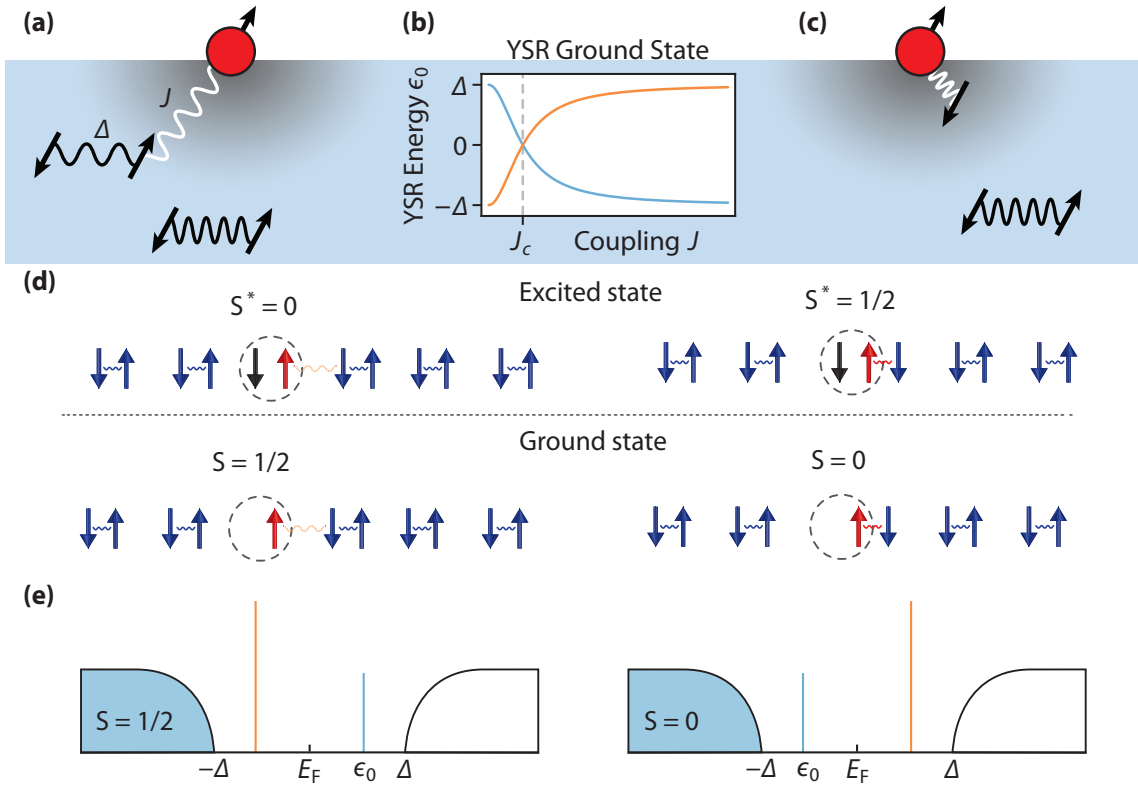 (a)
J
Δ
(b)
YSR Ground State
YSR Energy ϵ0
Δ
0
−Δ
Jc
Coupling J
(c)
(d)
Excited state
S* = 0
S* = 1/2
Ground state
S = 1/2
S = 0
(e)
S = 1/2
−Δ
EF
ϵ0
Δ
S = 0
−Δ
ϵ0
EF
Δ